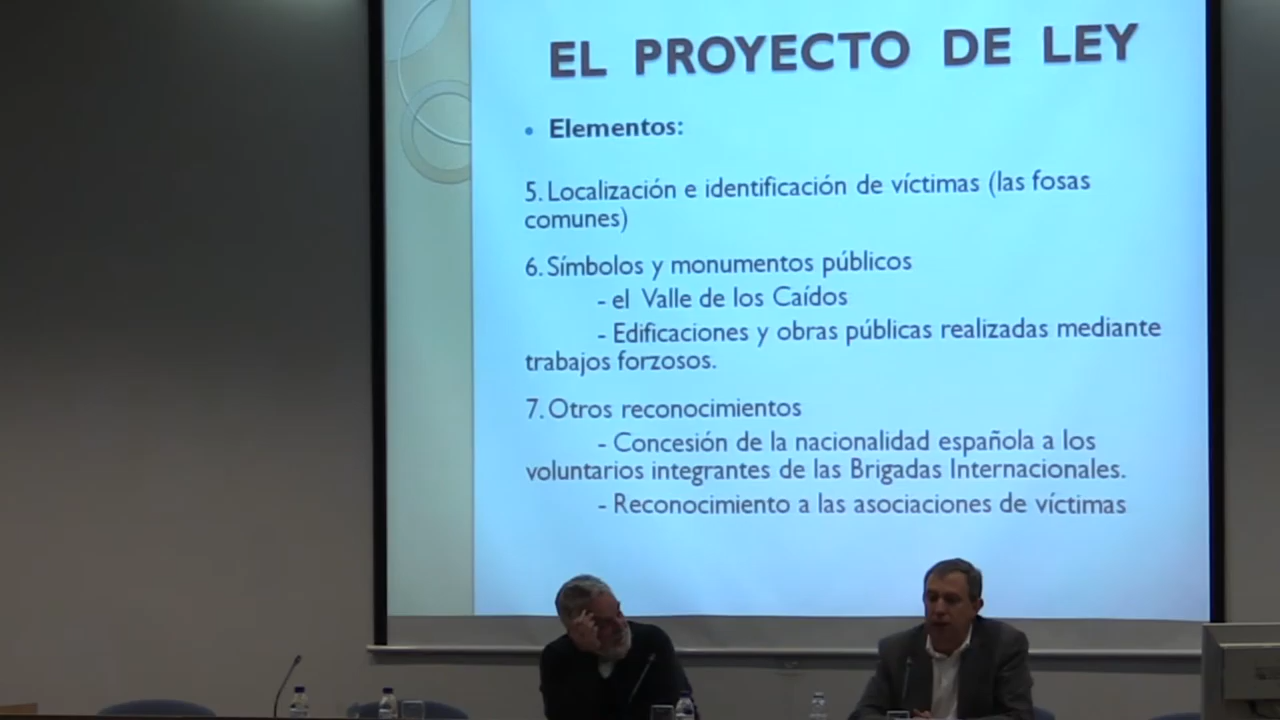 EL PROYECTO DE LEY
• Elementos:
5. Localización e identificación de víctimas (las fosas
comunes)
6. Símbolos y monumentos públicos
- el Valle de los Caídos
- Edificaciones y obras públicas realizadas mediante
trabajos forzosos.
7. Otros reconocimientos
- Concesión de la nacionalidad española a los
voluntarios integrantes de las Brigadas Internacionales.
- Reconocimiento a las asociaciones de víctimas